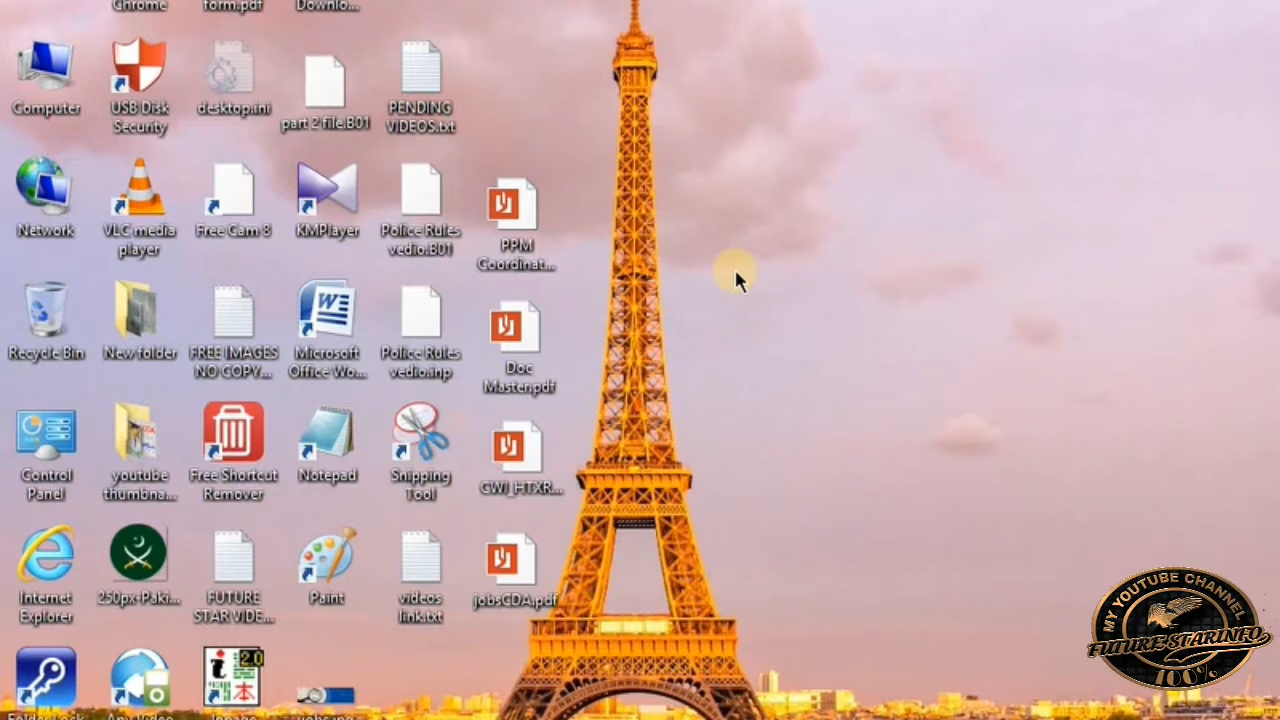 Chrome
form.pdf
Downlo...
Computer
USB Disk
Security
desktop.ini
part 2 file.B01
PENDING
VIDEOS.txt
Network
VLC media
player
Free Cam 8
KMPlayer
Police Rules
vedio.B01
PPM
Coordinat...
Recycle Bin
New folder
FREE IMAGES
NO COPY...
Microsoft
Office Wo...
Police Rules
vedio.inp
Doc
Master.pdf
Control
Panel
youtube
thumbna...
Free Shortcut
Remover
Notepad
Snipping
Tool
CWJ_HTXR...
Internet
Explorer
250px-Paki...
FUTURE
STAR VIDE...
Paint
videos
link.txt
jobsCDA.pdf
2.0
本
MY YOUTUBE CHANNEL
FUTURE STARINFO
100%